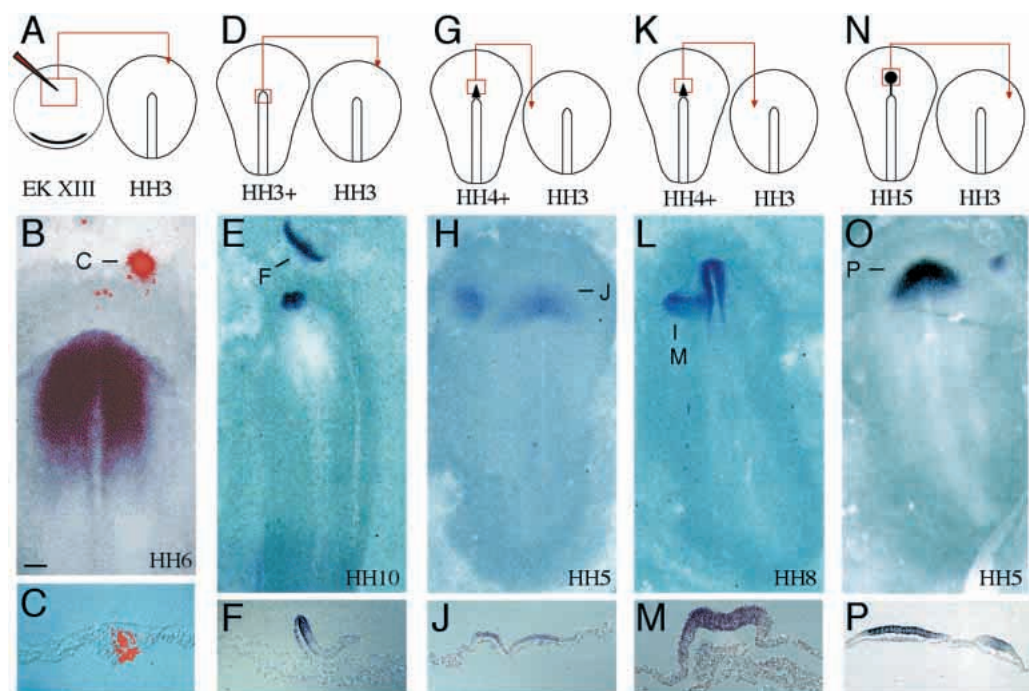 A D G K N
EK XIII HH3 HH3+ HH3 HH4+ HH3 HH4+ HH3 HH5 HH3
B E H L O
C F J M P
HH6 HH10 HH5 HH8 HH5
C F J M P